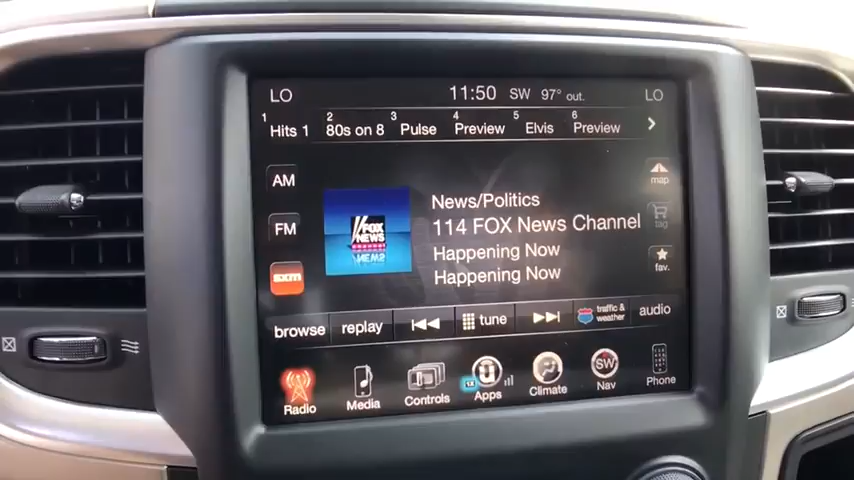 LO 11:50 SW 97° out. LO
1 Hits 1 2 80s on 8 3 Pulse 4 Preview 5 Elvis 6 Preview
AM
map
FOX
NEWS
channel
News/Politics
114 FOX News Channel
Happening Now
Happening Now
FM
tag
sxm
fav.
browse replay tune traffic & weather audio
Radio Media Controls Apps Climate SW Nav Phone